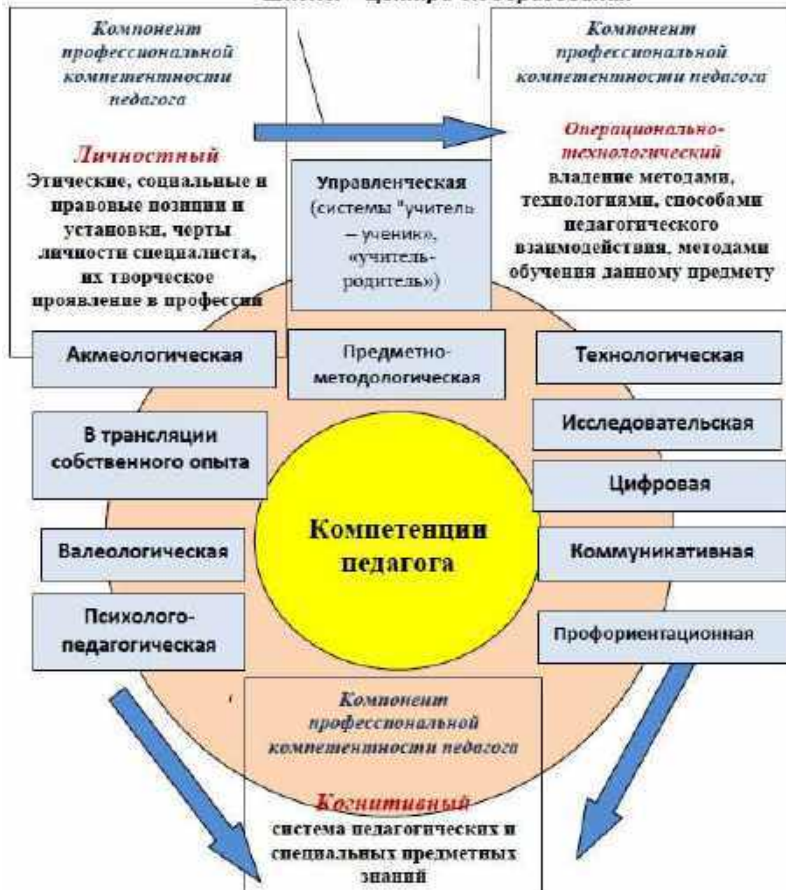 Компонент
профессиональной
компетентности
педагога
Личностный
Этические, социальные и
правовые позиции и
установки, черты
личности специалиста,
их творческое
проявление в профессии
Компонент
профессиональной
компетентности педагога
Операционально-
технологический
владение методами,
технологиями, способами
педагогического
взаимодействия, методами
обучения данному предмету
Управленческая
(системы "учитель
– ученик»,
«учитель-
родитель»)
Акмеологическая
Предметно-
методологическая
Технологическая
В трансляции
собственного опыта
Исследовательская
Цифровая
Компетенции
педагога
Валеологическая
Коммуникативная
Психолого-
педагогическая
Профориентационная
Компонент
профессиональной
компетентности педагога
Когнитивный
система педагогических и
специальных предметных
знаний